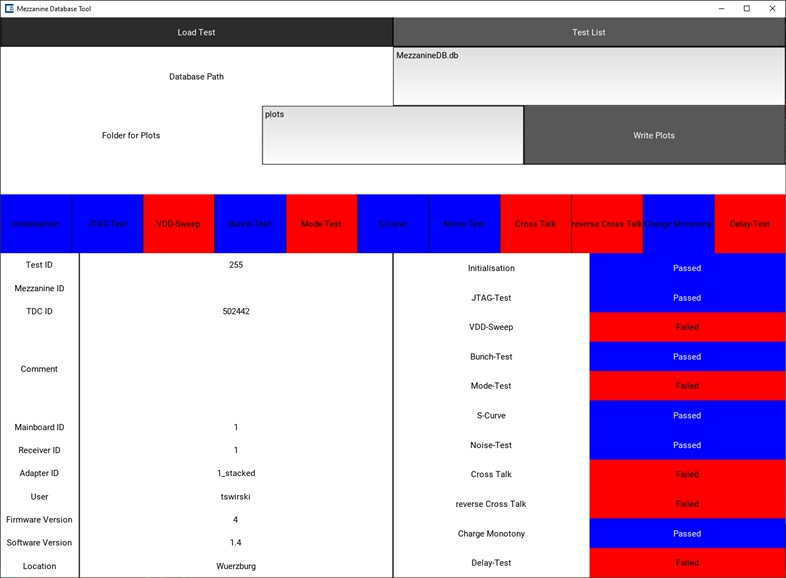 Mezzanine Database Tool
Load Test
Test List
Database Path
MezzanineDB.db
Folder for Plots
plots
Write Plots
Initialisation
JTAG-Test
VDD-Sweep
Bunch-Test
Mode-Test
S-Curve
Noise-Test
Cross Talk
reverse Cross Talk
Charge Monotony
Delay-Test
Test ID
255
Mezzanine ID
TDC ID
502442
Comment
Mainboard ID
1
Receiver ID
1
Adapter ID
1_stacked
User
tswirski
Firmware Version
4
Software Version
1.4
Location
Wuerzburg
Initialisation
Passed
JTAG-Test
Passed
VDD-Sweep
Failed
Bunch-Test
Passed
Mode-Test
Failed
S-Curve
Passed
Noise-Test
Passed
Cross Talk
Failed
reverse Cross Talk
Failed
Charge Monotony
Passed
Delay-Test
Failed